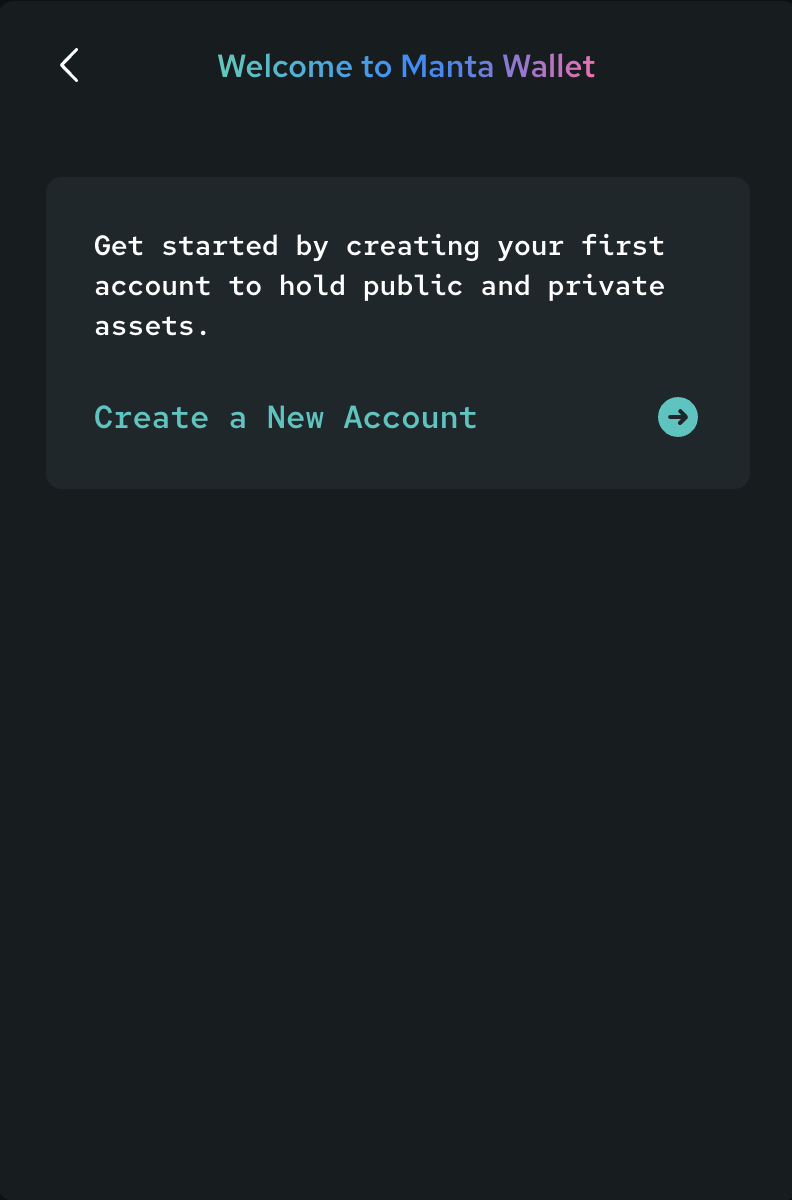 Welcome to Manta Wallet
Get started by creating your first
account to hold public and private
assets.
Create a New Account